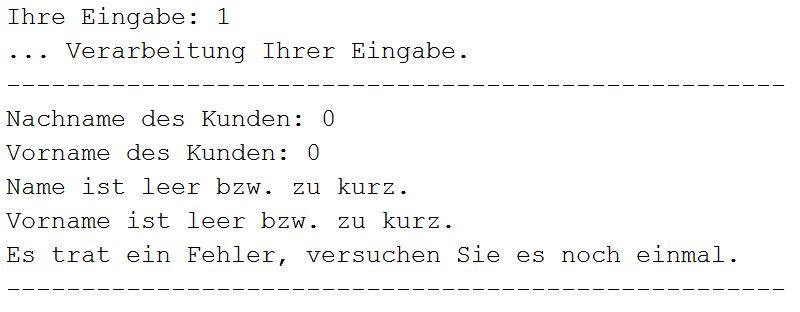 Ihre Eingabe: 1
... Verarbeitung Ihrer Eingabe.
----------------------------------------------------
Nachname des Kunden: 0
Vorname des Kunden: 0
Name ist leer bzw. zu kurz.
Vorname ist leer bzw. zu kurz.
Es trat ein Fehler, versuchen Sie es noch einmal.
----------------------------------------------------